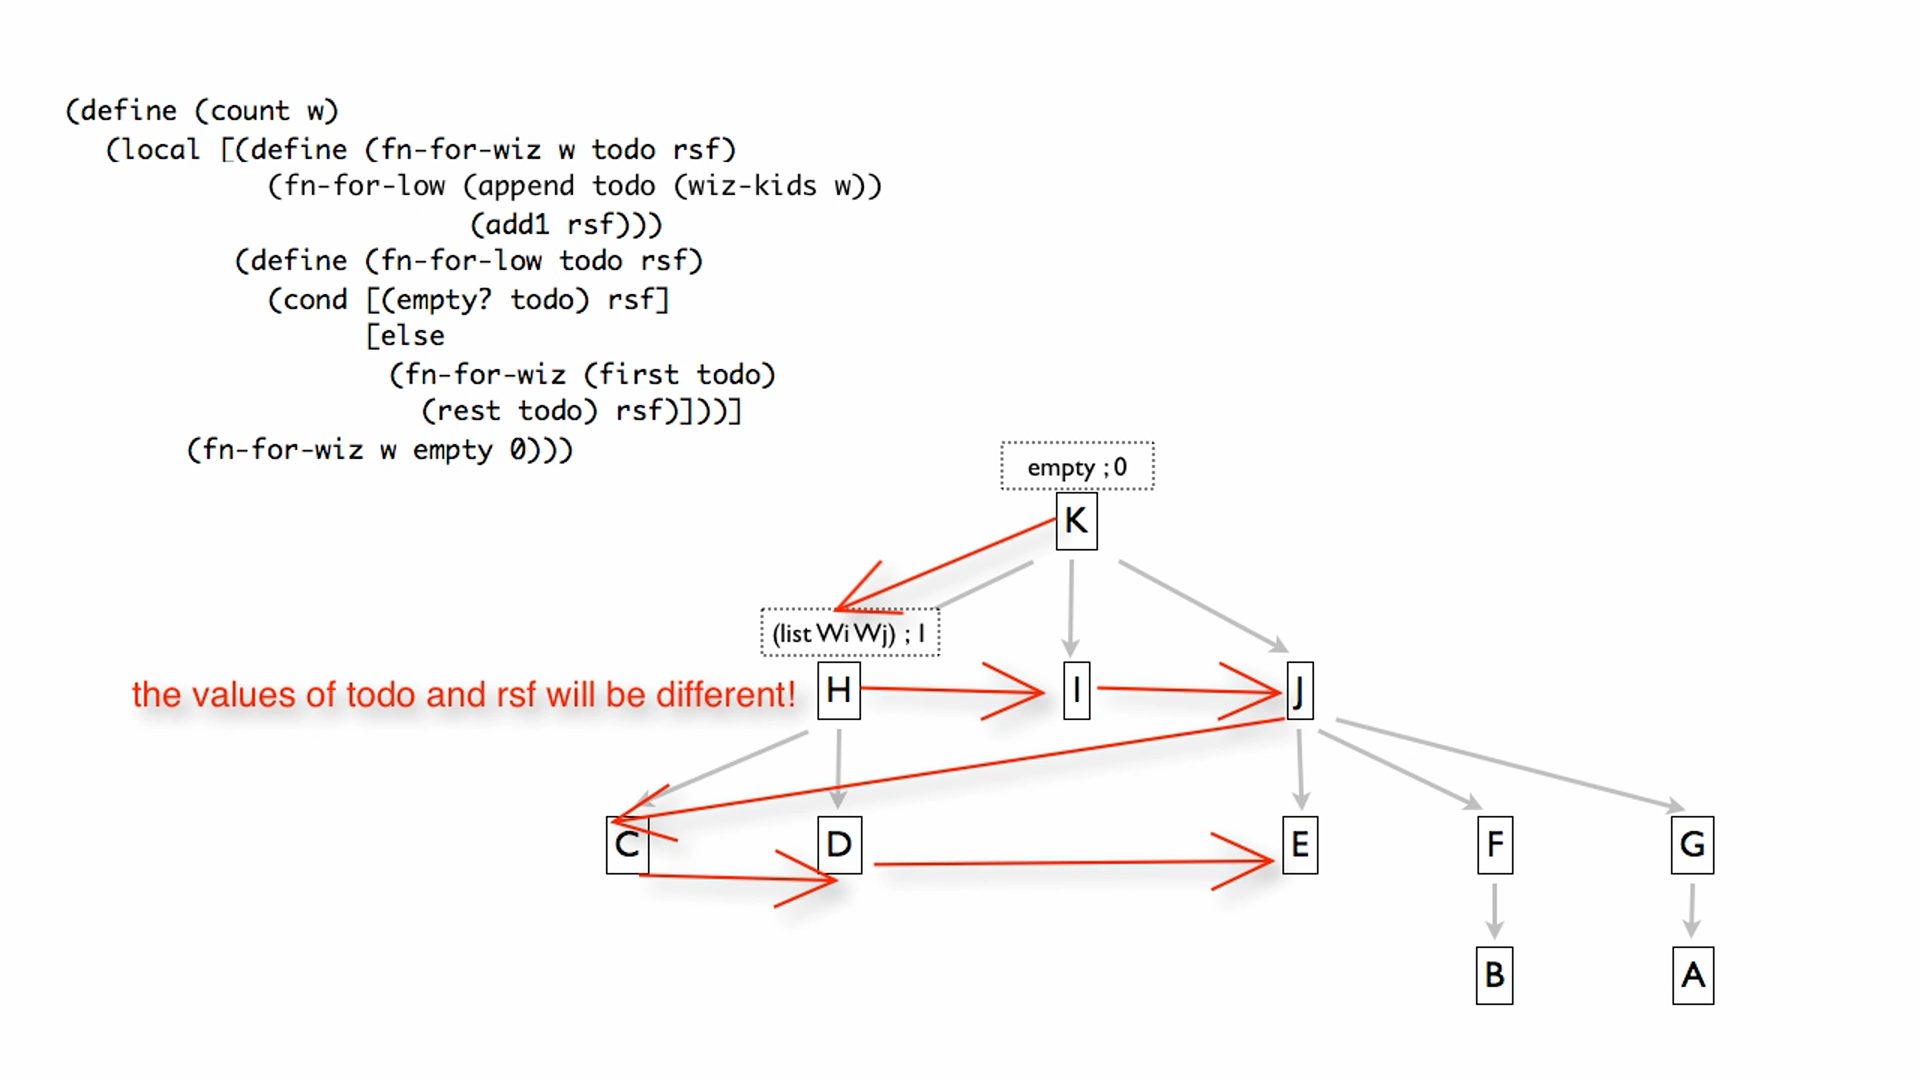 (define (count w)
(local [(define (fn-for-wiz w todo rsf)
(fn-for-low (append todo (wiz-kids w))
(add1 rsf)))
(define (fn-for-low todo rsf)
(cond [(empty? todo) rsf]
[else
(fn-for-wiz (first todo)
(rest todo) rsf)]))]
(fn-for-wiz w empty 0)))
empty ; 0
K
(list Wi Wj) ; 1
the values of todo and rsf will be different!
H I J
C D E F G
B A